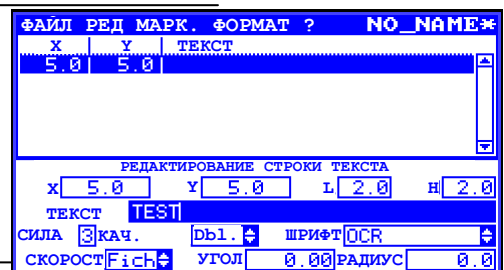 ФАЙЛ РЕД МАРК. ФОРМАТ ? NO_NAME*
X Y ТЕКСТ
5.0 5.0
РЕДАКТИРОВАНИЕ СТРОКИ ТЕКСТА
X 5.0 Y 5.0 L 2.0 H 2.0
ТЕКСТ TEST
СИЛА 3 КАЧ. Dbl. ШРИФТ OCR
СКОРОСТ Fich УГОЛ 0.00 РАДИУС 0.0